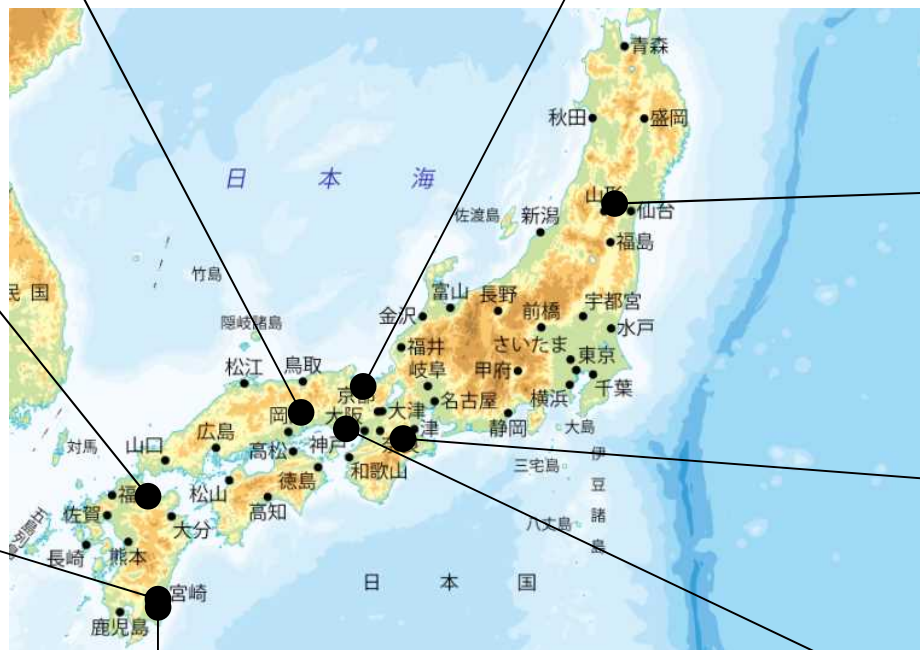 青森
秋田
盛岡
日本海
山形
仙台
佐渡島
新潟
福島
竹島
民国
富山
長野
宇都宮
前橋
金沢
水戸
隠岐諸島
さいたま
福井
東京
松江
鳥取
岐阜
甲府
千葉
京都
横浜
名古屋
大津
岡
大阪
津
静岡
大島
広島
対馬
山口
高松
神戸
奈良
伊豆諸島
和歌山
三宅島
徳島
松山
福
高知
佐賀
大分
八丈島
五島列島
長崎
熊本
日本国
宮崎
鹿児島